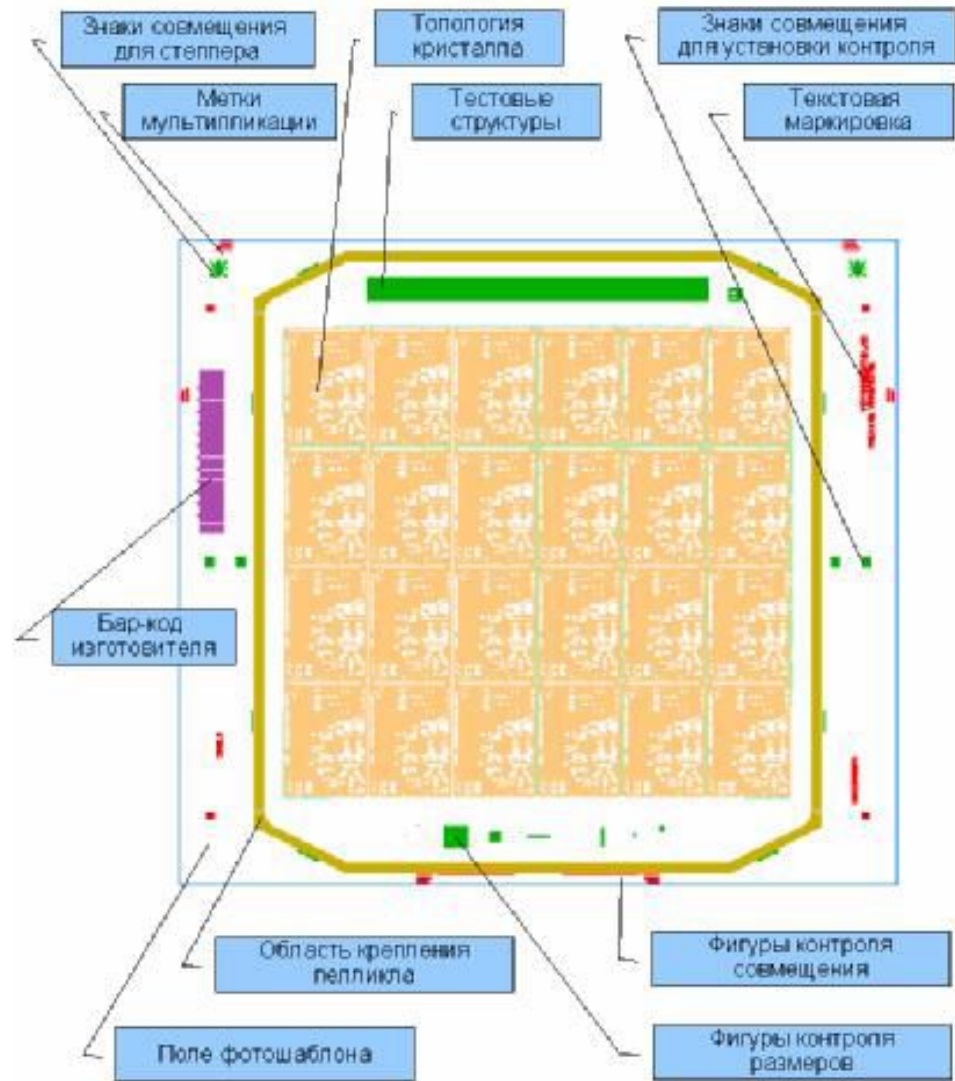 Знаки совмещения
для степпера
Топология
кристалла
Знаки совмещения
для установки контроля
Метки
мультипликации
Тестовые
структуры
Текстовая
маркировка
Бар-код
изготовителя
Область крепления
пелликла
Фигуры контроля
совмещения
Поле фотошаблона
Фигуры контроля
размеров